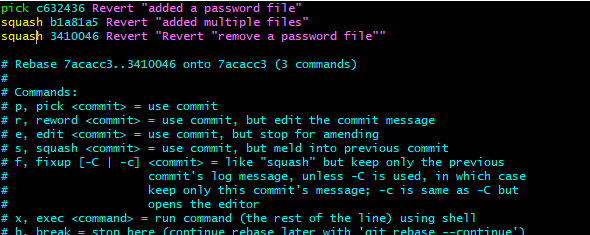 pick c632436 Revert "added a password file"
squash b1a81a5 Revert "added multiple files"
squash 3410046 Revert "Revert "remove a password file""
# Rebase 7acacc3..3410046 onto 7acacc3 (3 commands)
#
# Commands:
# p, pick <commit> = use commit
# r, reword <commit> = use commit, but edit the commit message
# e, edit <commit> = use commit, but stop for amending
# s, squash <commit> = use commit, but meld into previous commit
# f, fixup [-C | -c] <commit> = like "squash" but keep only the previous
# commit's log message, unless -C is used, in which case
# keep only this commit's message; -c is same as -C but
# opens the editor
# x, exec <command> = run command (the rest of the line) using shell
# b, break = stop here (continue rebase later with 'git rebase --continue')